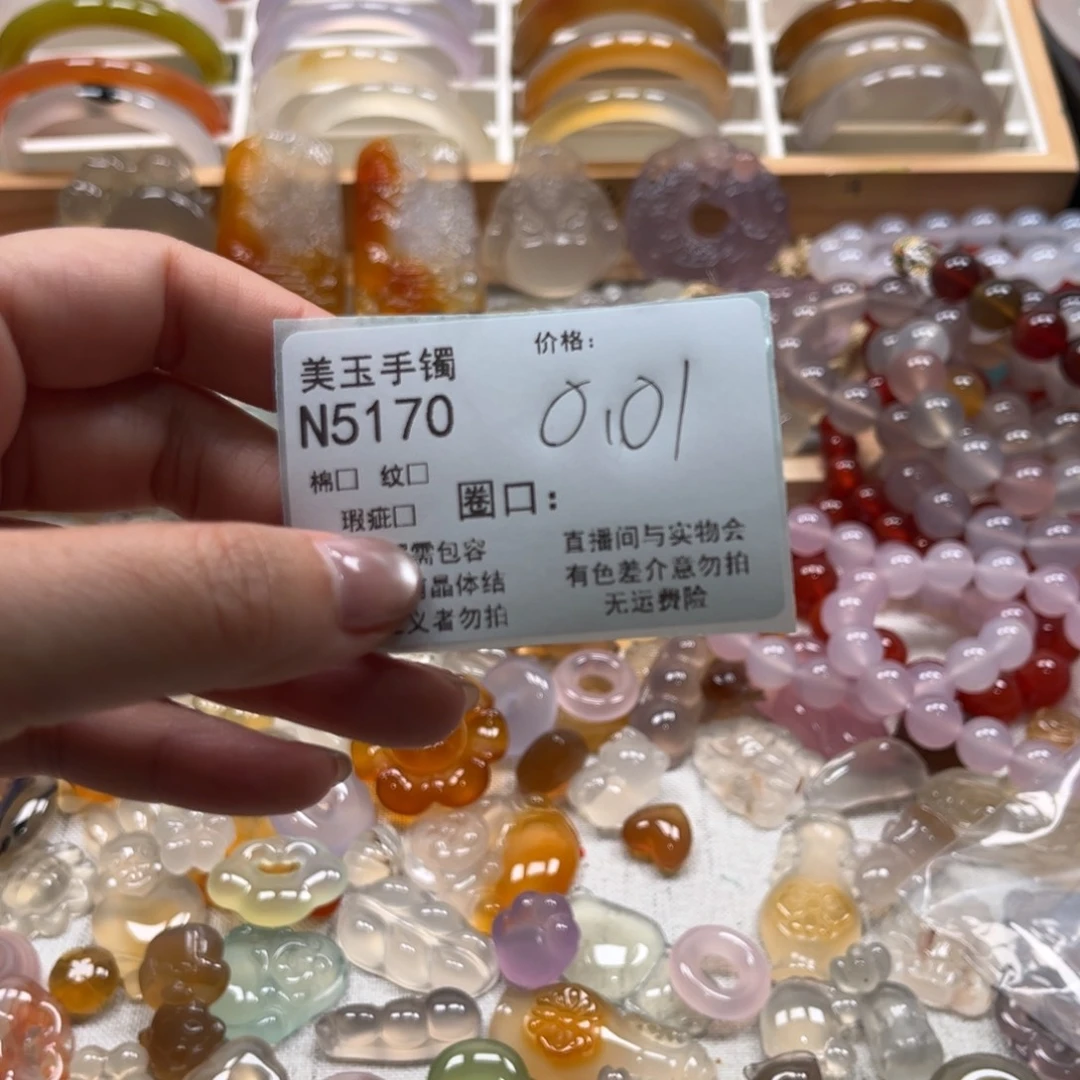 美玉手镯
价格:
N5170
0.01
棉□ 纹□
瑕疵□
圈口:
需包容
晶体结
义者勿拍
直播间与实物会
有色差介意勿拍
无运费险